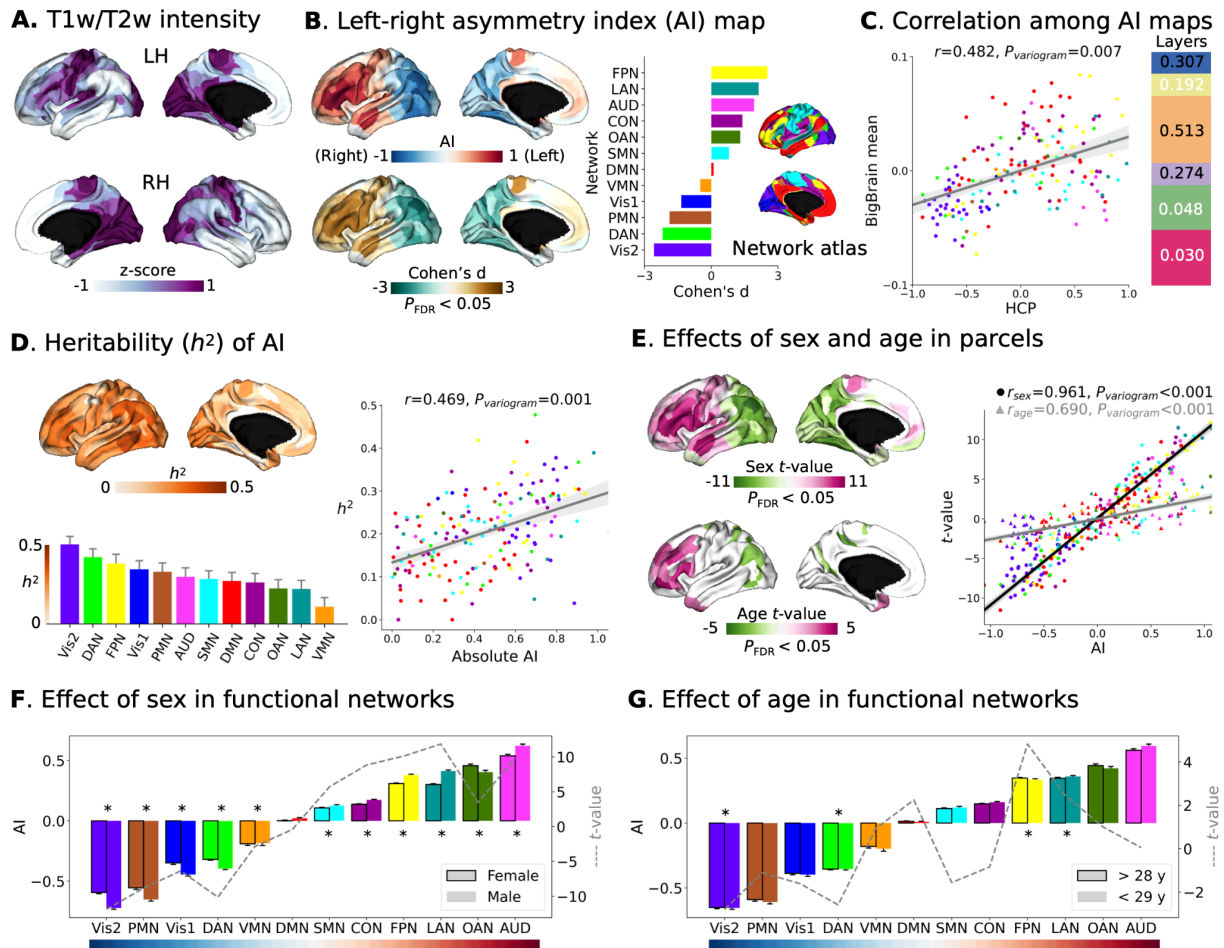 A. T1w/T2w intensity
LH
RH
-1 z-score 1
B. Left-right asymmetry index (AI) map
AI
(Right) -1 1 (Left)
Cohen's d
-3 3
PFDR < 0.05
Network
FPN
LAN
AUD
CON
OAN
SMN
DMN
VMN
Vis1
PMN
DAN
Vis2
Network atlas
−3 0 3
Cohen's d
C. Correlation among AI maps
r=0.482, Pvariogram=0.007
BigBrain mean
0.1
0.0
−0.1
−1.0 −0.5 0.0 0.5 1.0
HCP
Layers
0.307
0.192
0.513
0.274
0.048
0.030
D. Heritability (h²) of AI
h²
0 0.5
0.5
h²
0
Vis2 DAN FPN Vis1 PMN AUD SMN DMN CON OAN LAN VMN
r=0.469, Pvariogram=0.001
h²
0.5
0.4
0.3
0.2
0.1
0.0
0.0 0.2 0.4 0.6 0.8 1.0
Absolute AI
E. Effects of sex and age in parcels
Sex t-value
-11 11
PFDR < 0.05
Age t-value
-5 5
PFDR < 0.05
rsex=0.961, Pvariogram<0.001
rage=0.690, Pvariogram<0.001
t-value
10
5
0
−5
−10
−1.0 −0.5 0.0 0.5 1.0
AI
F. Effect of sex in functional networks
AI
0.5
0.0
−0.5
* * * * *
* * * * * *
Female
Male
10
5
0
−5
−10
---- t-value
Vis2 PMN Vis1 DAN VMN DMN SMN CON FPN LAN OAN AUD
G. Effect of age in functional networks
AI
0.5
0.0
−0.5
* *
* *
> 28 y
< 29 y
4
2
0
−2
---- t-value
Vis2 PMN Vis1 DAN VMN DMN SMN CON FPN LAN OAN AUD